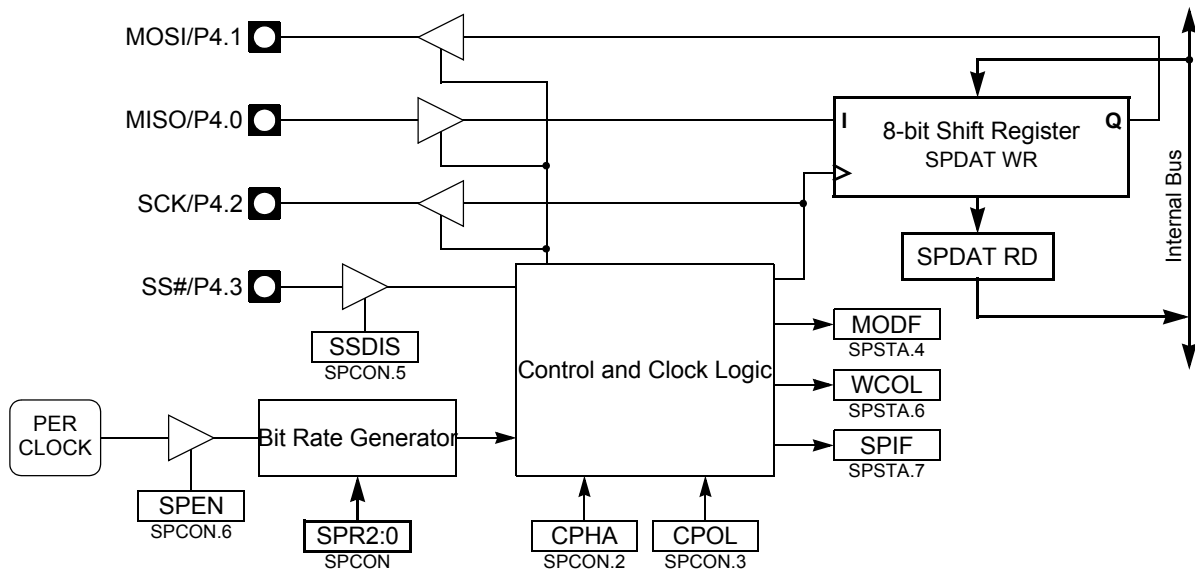 MOSI/P4.1
MISO/P4.0
I
8-bit Shift Register
Q
SPDAT WR
SCK/P4.2
Internal Bus
SPDAT RD
SS#/P4.3
SSDIS
SPCON.5
Control and Clock Logic
MODF
SPSTA.4
WCOL
SPSTA.6
SPIF
SPSTA.7
PER
CLOCK
Bit Rate Generator
SPEN
SPCON.6
SPR2:0
SPCON
CPHA
SPCON.2
CPOL
SPCON.3